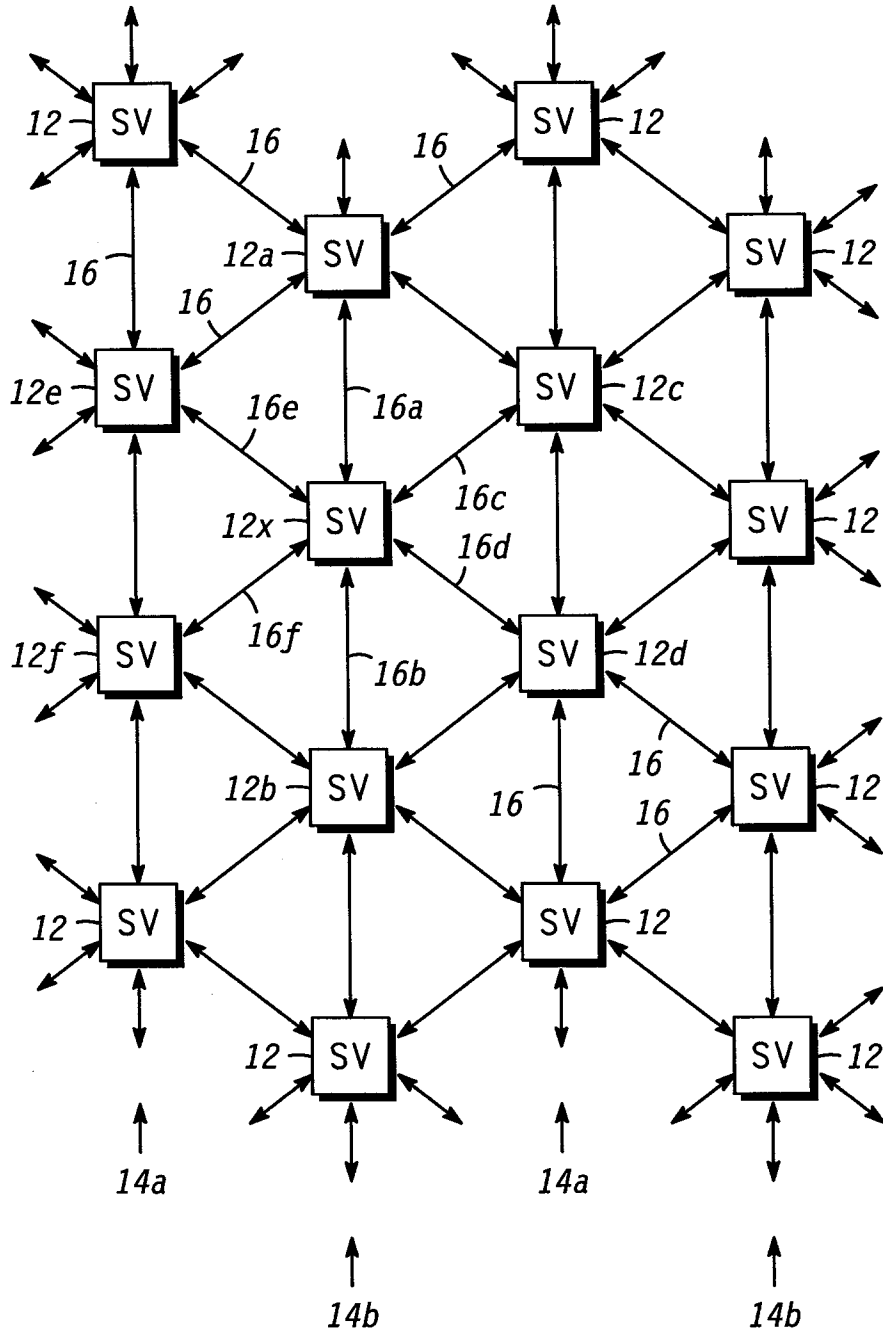 12 SV SV 12
16 16
12a SV SV 12
16 16
12e SV 16e 16a SV 12c
16c
12x SV SV 12
16d
16f
12f SV 16b SV 12d
16
12b SV 16 SV 12
16
12 SV SV 12
12 SV SV 12
14a 14a
14b 14b